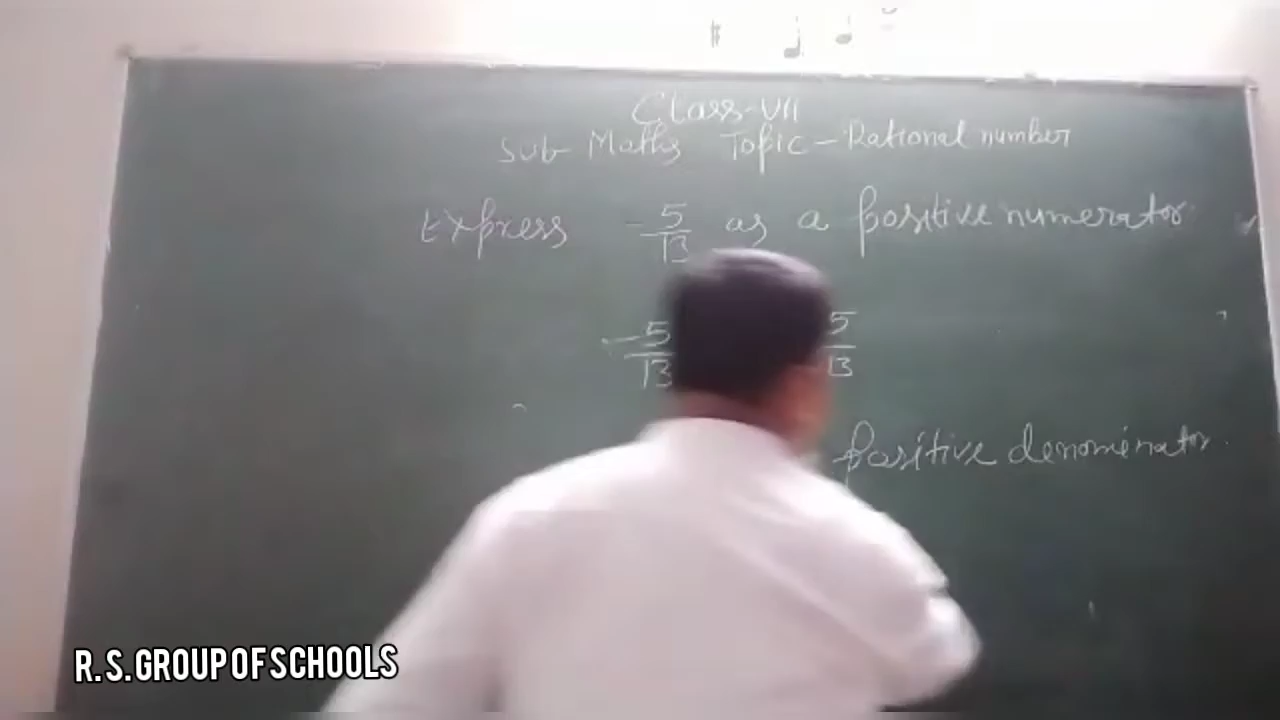 Class-VII
Sub- Maths Topic - Rational number
Express -5/13 as a positive numerator.
-5/13 5/13
positive denominator.
R. S. GROUP OF SCHOOLS